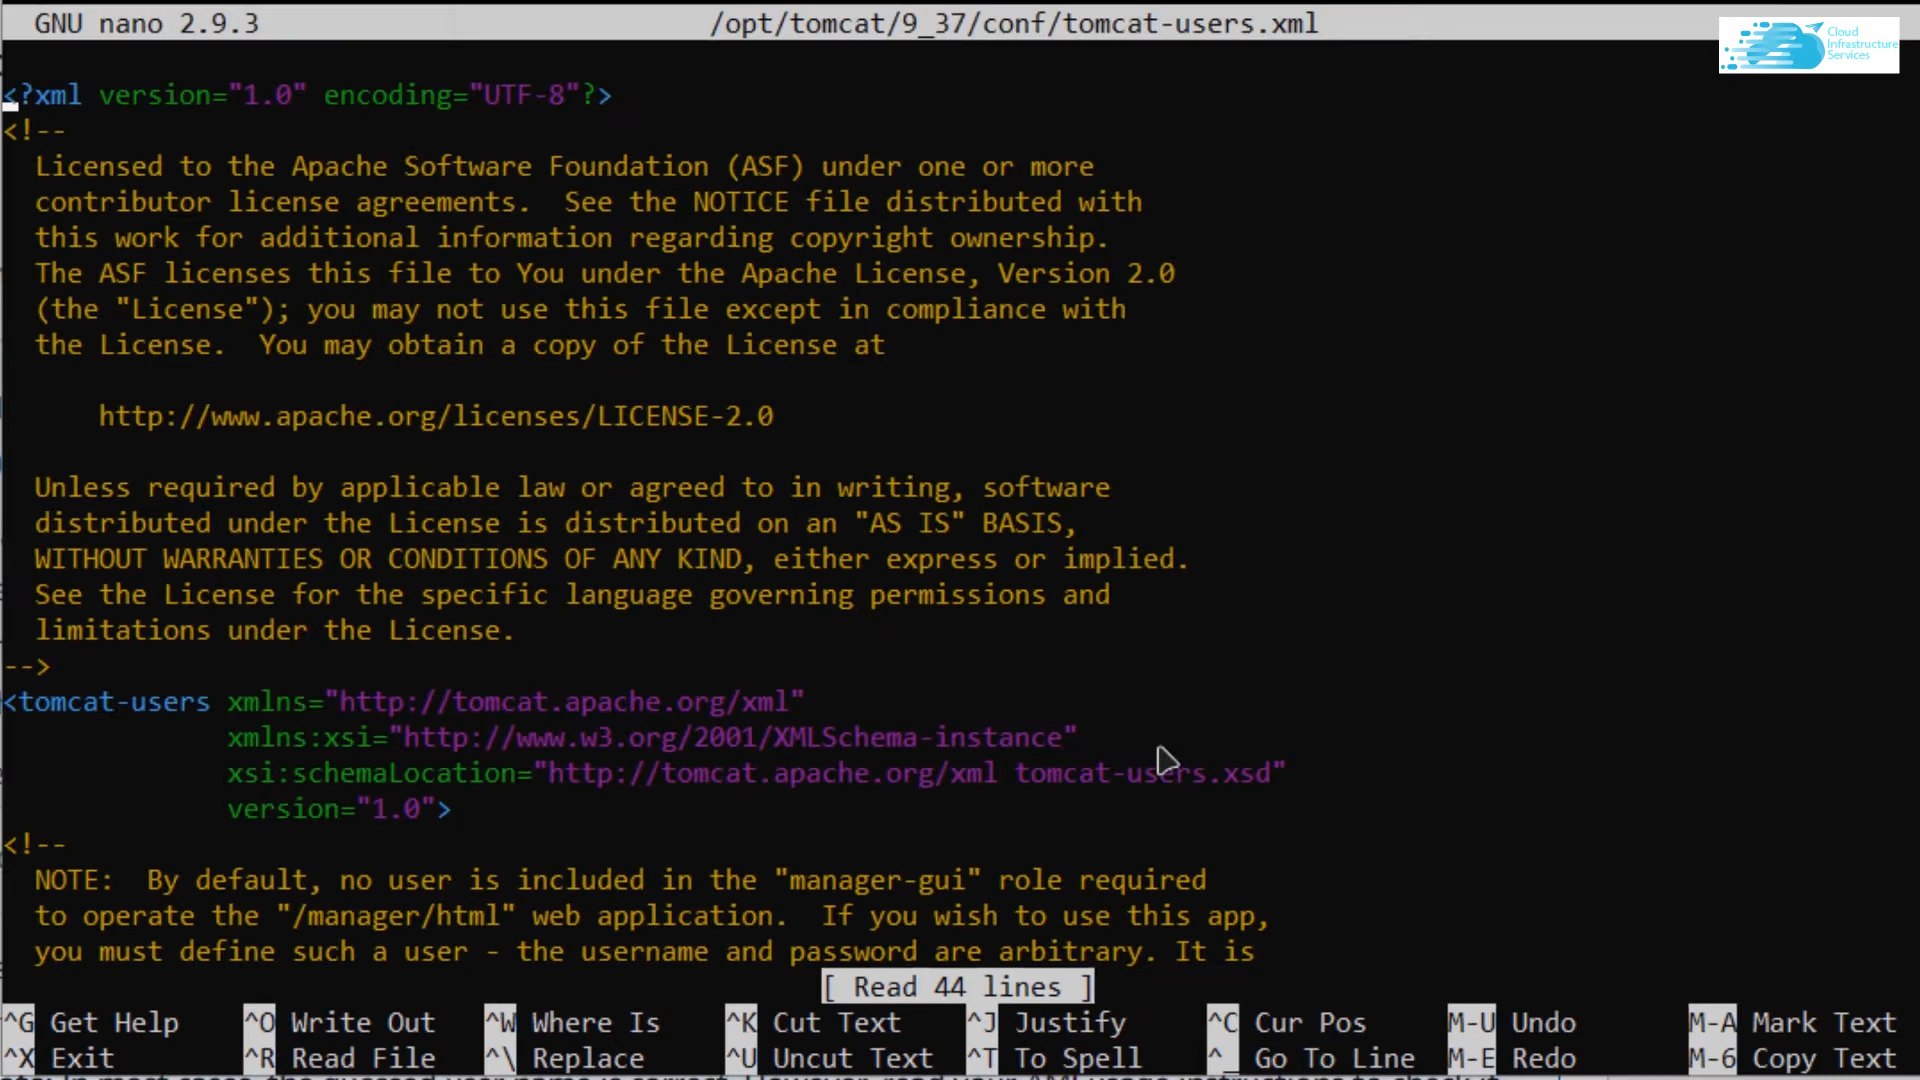 GNU nano 2.9.3 /opt/tomcat/9_37/conf/tomcat-users.xml
Cloud
Infrastructure
Services
<?xml version="1.0" encoding="UTF-8"?>
<!--
Licensed to the Apache Software Foundation (ASF) under one or more
contributor license agreements.  See the NOTICE file distributed with
this work for additional information regarding copyright ownership.
The ASF licenses this file to You under the Apache License, Version 2.0
(the "License"); you may not use this file except in compliance with
the License.  You may obtain a copy of the License at
http://www.apache.org/licenses/LICENSE-2.0
Unless required by applicable law or agreed to in writing, software
distributed under the License is distributed on an "AS IS" BASIS,
WITHOUT WARRANTIES OR CONDITIONS OF ANY KIND, either express or implied.
See the License for the specific language governing permissions and
limitations under the License.
-->
<tomcat-users xmlns="http://tomcat.apache.org/xml"
xmlns:xsi="http://www.w3.org/2001/XMLSchema-instance"
xsi:schemaLocation="http://tomcat.apache.org/xml tomcat-users.xsd"
version="1.0">
<!--
NOTE:  By default, no user is included in the "manager-gui" role required
to operate the "/manager/html" web application.  If you wish to use this app,
you must define such a user - the username and password are arbitrary. It is
[ Read 44 lines ]
^G Get Help ^O Write Out ^W Where Is ^K Cut Text ^J Justify ^C Cur Pos M-U Undo M-A Mark Text
^X Exit ^R Read File ^\ Replace ^U Uncut Text ^T To Spell ^_ Go To Line M-E Redo M-6 Copy Text